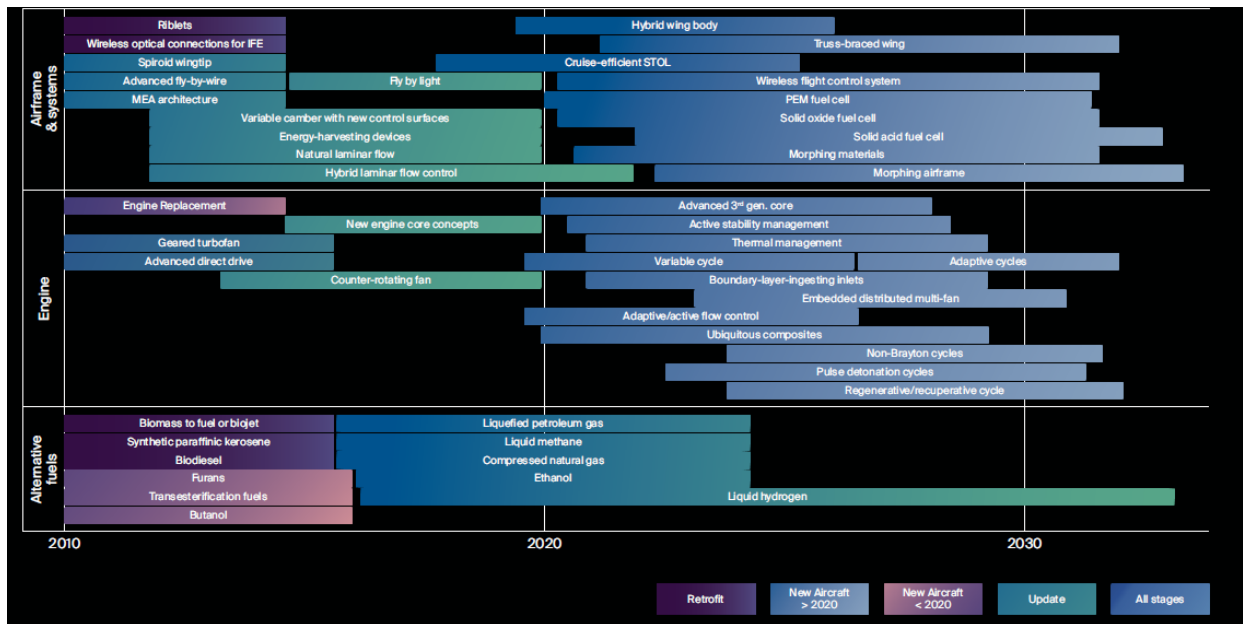 Airframe
& systems
Riblets
Hybrid wing body
Wireless optical connections for IFE
Truss-braced wing
Spiroid wingtip
Cruise-efficient STOL
Advanced fly-by-wire
Fly by light
Wireless flight control system
MEA architecture
PEM fuel cell
Variable camber with new control surfaces
Solid oxide fuel cell
Energy-harvesting devices
Solid acid fuel cell
Natural laminar flow
Morphing materials
Hybrid laminar flow control
Morphing airframe
Engine
Engine Replacement
Advanced 3rd gen. core
New engine core concepts
Active stability management
Geared turbofan
Thermal management
Advanced direct drive
Variable cycle
Adaptive cycles
Counter-rotating fan
Boundary-layer-ingesting inlets
Embedded distributed multi-fan
Adaptive/active flow control
Ubiquitous composites
Non-Brayton cycles
Pulse detonation cycles
Regenerative/recuperative cycle
Alternative
fuels
Biomass to fuel or biojet
Liquefied petroleum gas
Synthetic paraffinic kerosene
Liquid methane
Biodiesel
Compressed natural gas
Furans
Ethanol
Transesterification fuels
Liquid hydrogen
Butanol
2010
2020
2030
Retrofit
New Aircraft
> 2020
New Aircraft
< 2020
Update
All stages